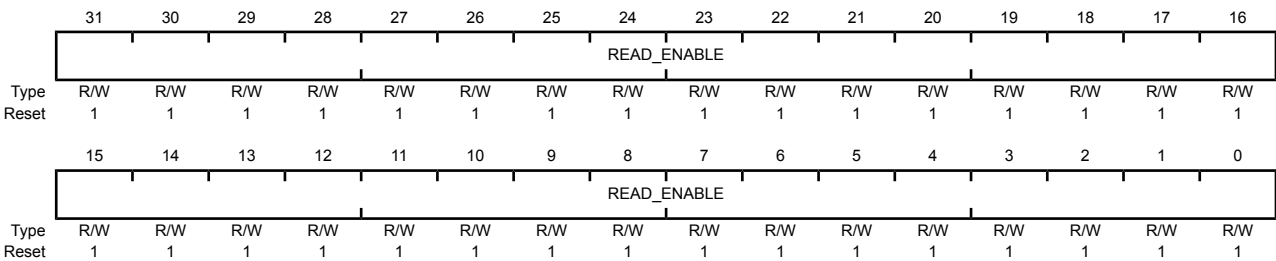 31 30 29 28 27 26 25 24 23 22 21 20 19 18 17 16
READ_ENABLE
Type R/W R/W R/W R/W R/W R/W R/W R/W R/W R/W R/W R/W R/W R/W R/W R/W
Reset 1 1 1 1 1 1 1 1 1 1 1 1 1 1 1 1
15 14 13 12 11 10 9 8 7 6 5 4 3 2 1 0
READ_ENABLE
Type R/W R/W R/W R/W R/W R/W R/W R/W R/W R/W R/W R/W R/W R/W R/W R/W
Reset 1 1 1 1 1 1 1 1 1 1 1 1 1 1 1 1